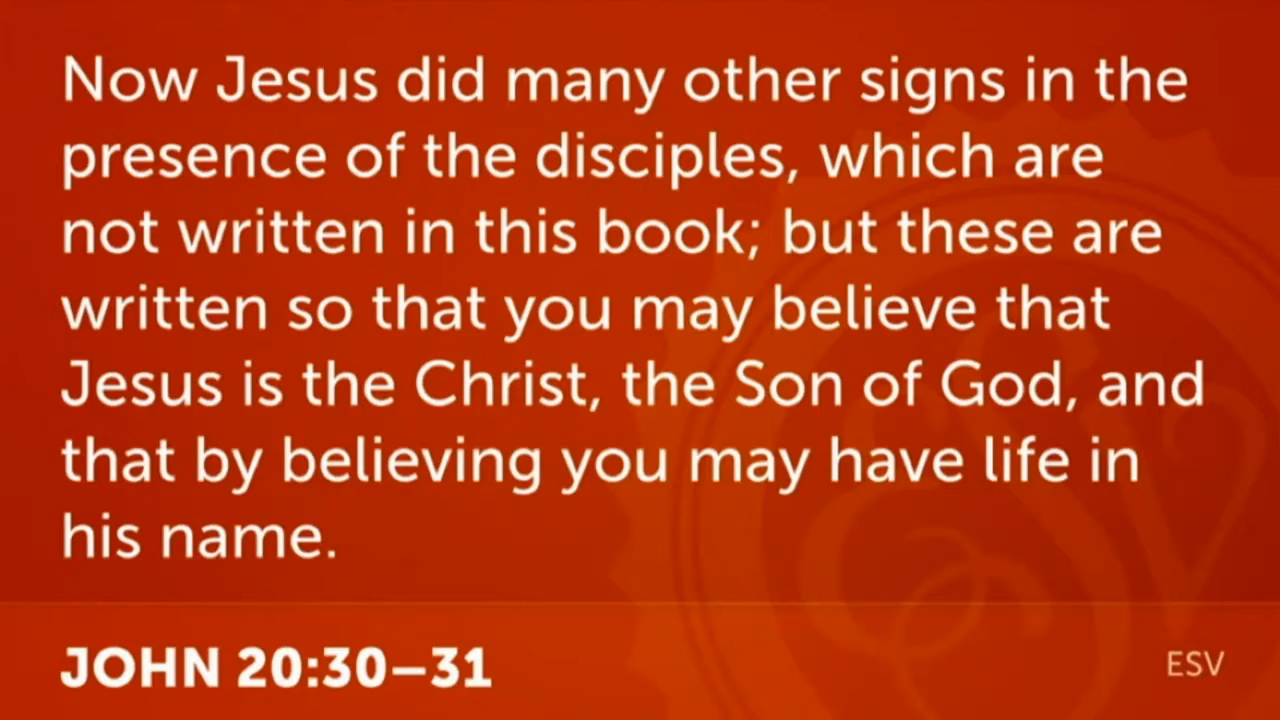 Now Jesus did many other signs in the
presence of the disciples, which are
not written in this book; but these are
written so that you may believe that
Jesus is the Christ, the Son of God, and
that by believing you may have life in
his name.
JOHN 20:30–31
ESV